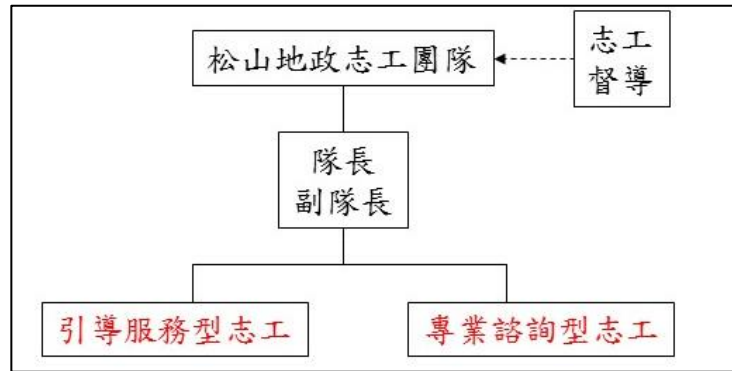 松山地政志工團隊
志工
督導
隊長
副隊長
引導服務型志工
專業諮詢型志工